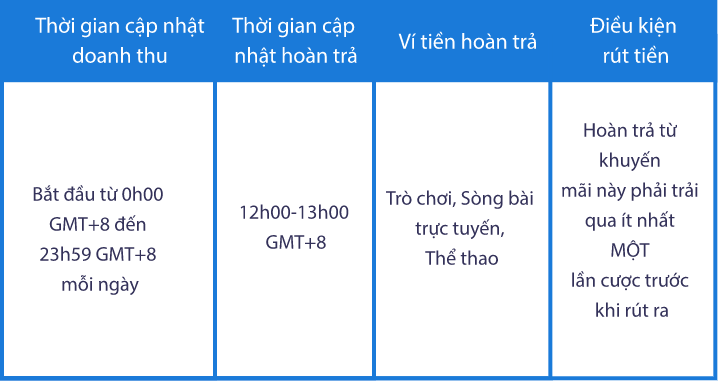 Thời gian cập nhật
doanh thu
Thời gian cập
nhật hoàn trả
Ví tiền hoàn trả
Điều kiện
rút tiền
Bắt đầu từ 0h00
GMT+8 đến
23h59 GMT+8
mỗi ngày
12h00-13h00
GMT+8
Trò chơi, Sòng bài
trực tuyến,
Thể thao
Hoàn trả từ
khuyến
mãi này phải trải
qua ít nhất
MỘT
lần cược trước
khi rút ra